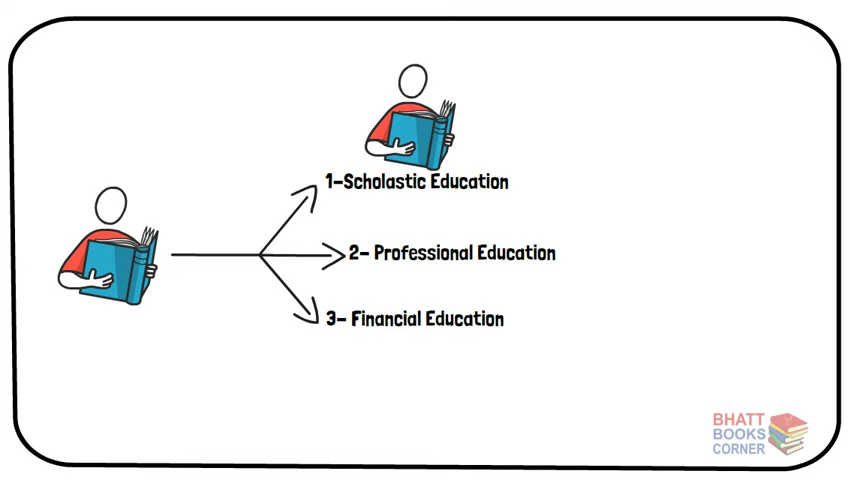 1-Scholastic Education
2- Professional Education
3- Financial Education
BHATT
BOOKS
CORNER